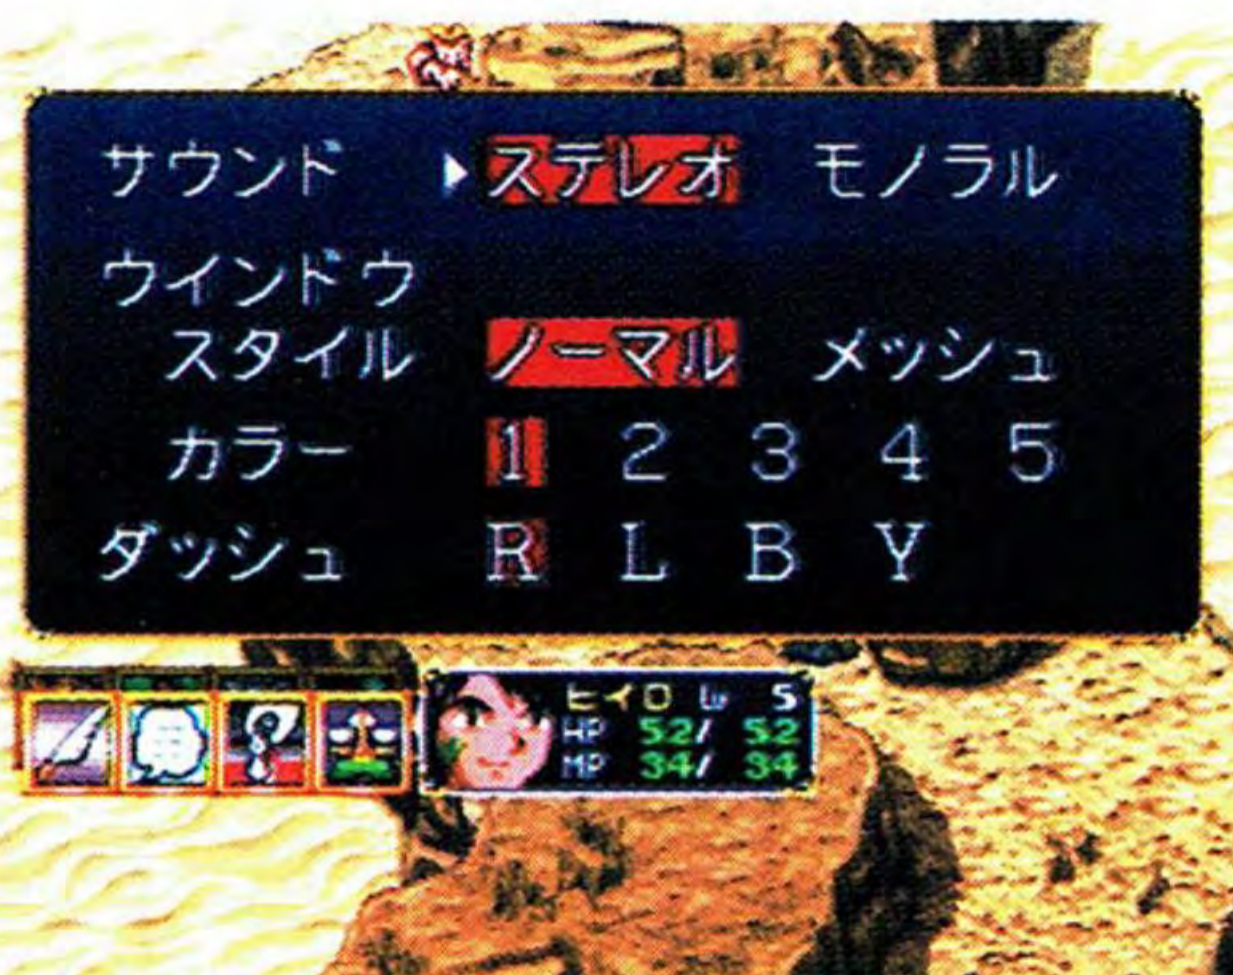 サウンド ステレオ モノラル
ウインドウ
スタイル ノーマル メッシュ
カラー 1 2 3 4 5
ダッシュ R L B Y
ヒイロ Lv 5
HP 52/ 52
MP 34/ 34